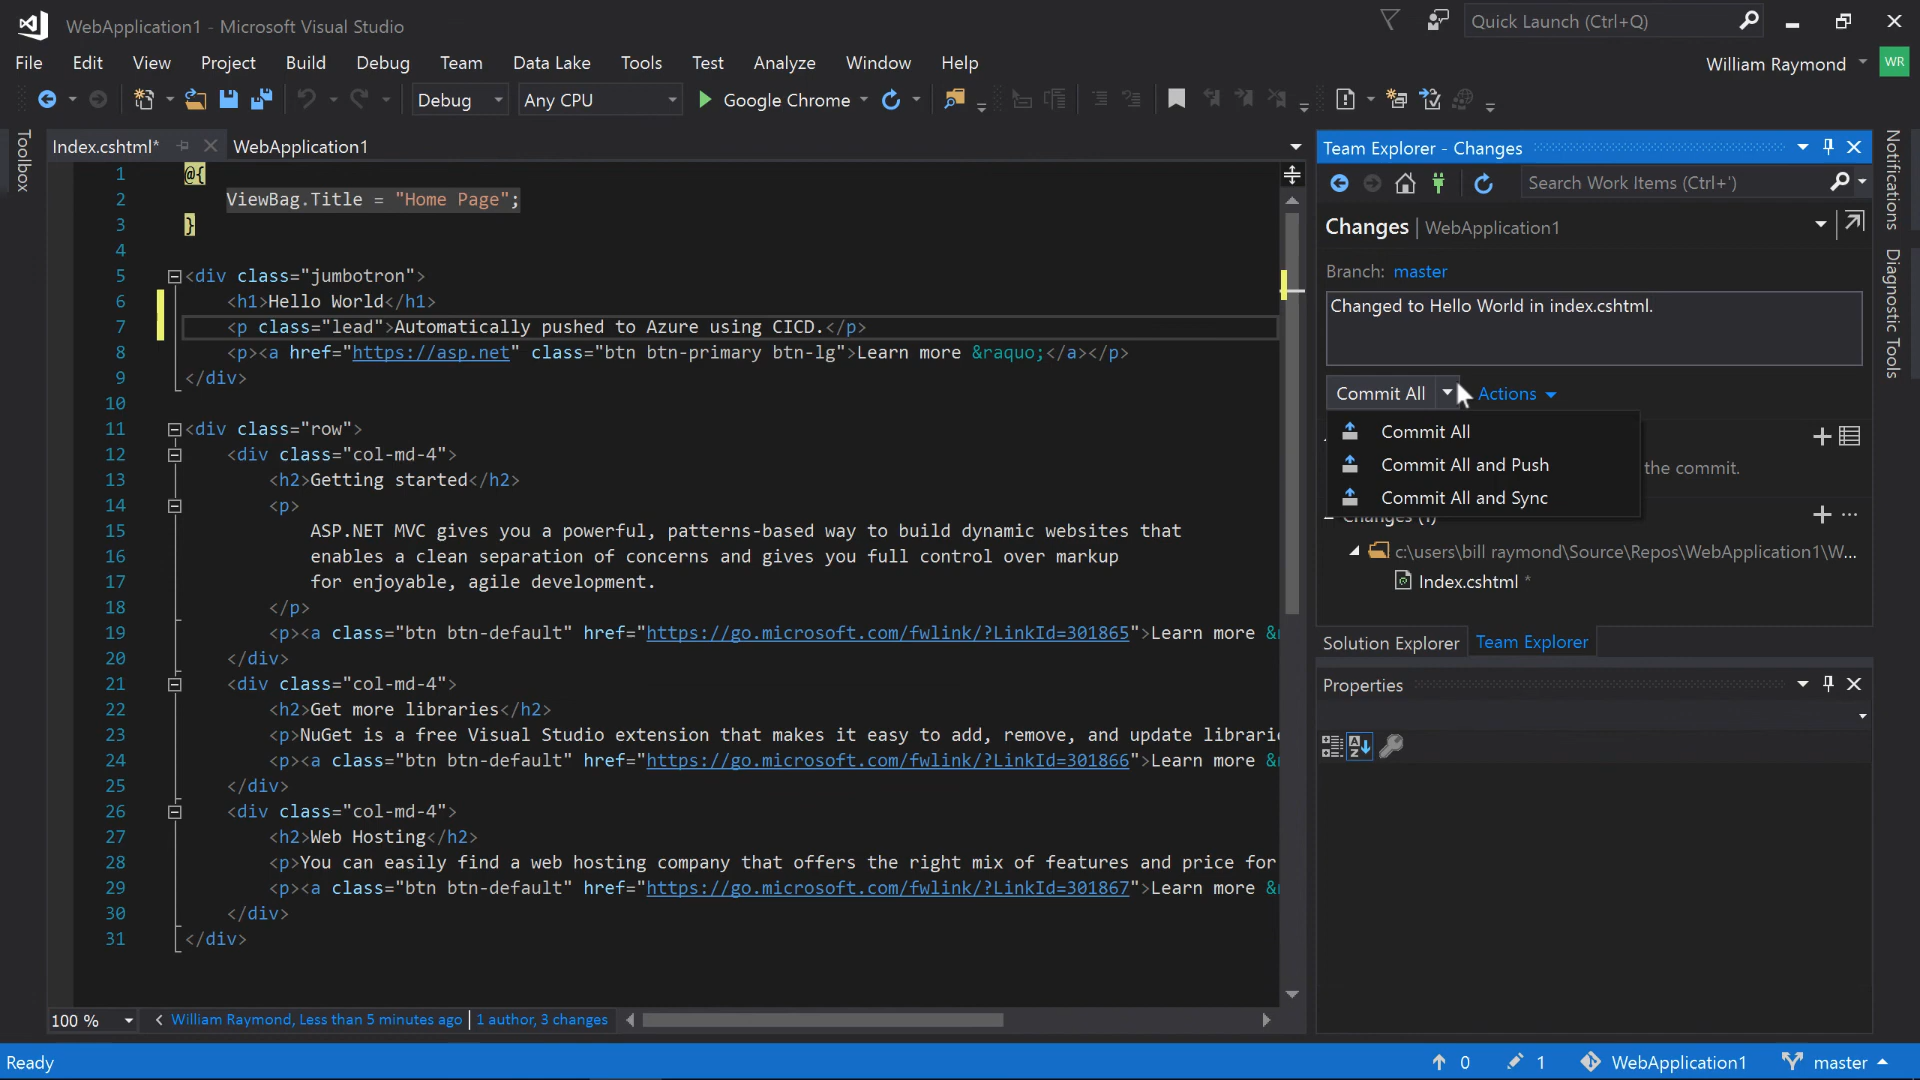 WebApplication1 - Microsoft Visual Studio
Quick Launch (Ctrl+Q)
File Edit View Project Build Debug Team Data Lake Tools Test Analyze Window Help
William Raymond WR
Debug Any CPU Google Chrome
Toolbox
Index.cshtml* WebApplication1
1 @{
2 ViewBag.Title = "Home Page";
3 }
4
5 <div class="jumbotron">
6 <h1>Hello World</h1>
7 <p class="lead">Automatically pushed to Azure using CICD.</p>
8 <p><a href="https://asp.net" class="btn btn-primary btn-lg">Learn more &raquo;</a></p>
9 </div>
10
11 <div class="row">
12 <div class="col-md-4">
13 <h2>Getting started</h2>
14 <p>
15 ASP.NET MVC gives you a powerful, patterns-based way to build dynamic websites that
16 enables a clean separation of concerns and gives you full control over markup
17 for enjoyable, agile development.
18 </p>
19 <p><a class="btn btn-default" href="https://go.microsoft.com/fwlink/?LinkId=301865">Learn more &
20 </div>
21 <div class="col-md-4">
22 <h2>Get more libraries</h2>
23 <p>NuGet is a free Visual Studio extension that makes it easy to add, remove, and update librari
24 <p><a class="btn btn-default" href="https://go.microsoft.com/fwlink/?LinkId=301866">Learn more &
25 </div>
26 <div class="col-md-4">
27 <h2>Web Hosting</h2>
28 <p>You can easily find a web hosting company that offers the right mix of features and price for
29 <p><a class="btn btn-default" href="https://go.microsoft.com/fwlink/?LinkId=301867">Learn more &
30 </div>
31 </div>
100 % William Raymond, Less than 5 minutes ago | 1 author, 3 changes
Team Explorer - Changes
Search Work Items (Ctrl+')
Changes | WebApplication1
Branch: master
Changed to Hello World in index.cshtml.
Commit All Actions
Commit All
Commit All and Push
the commit.
Commit All and Sync
Changes (1)
c:\users\bill raymond\Source\Repos\WebApplication1\W...
Index.cshtml *
Solution Explorer Team Explorer
Properties
Notifications
Diagnostic Tools
Ready
0 1 WebApplication1 master